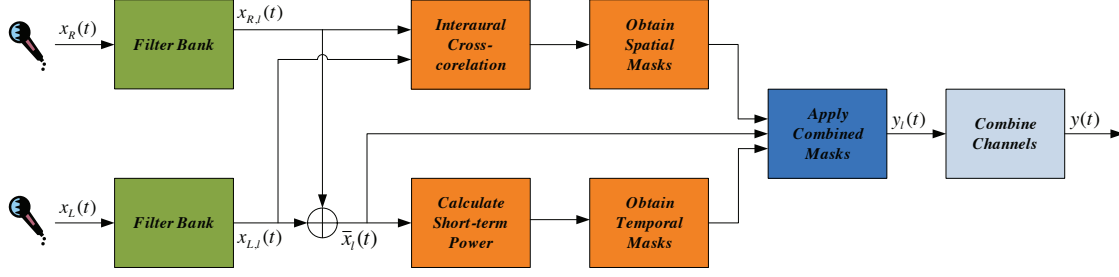 x_R(t)
Filter Bank
x_{R,l}(t)
Interaural
Cross-
corelation
Obtain
Spatial
Masks
Apply
Combined
Masks
y_l(t)
Combine
Channels
y(t)
x_L(t)
Filter Bank
x_{L,l}(t)
x̅_l(t)
Calculate
Short-term
Power
Obtain
Temporal
Masks